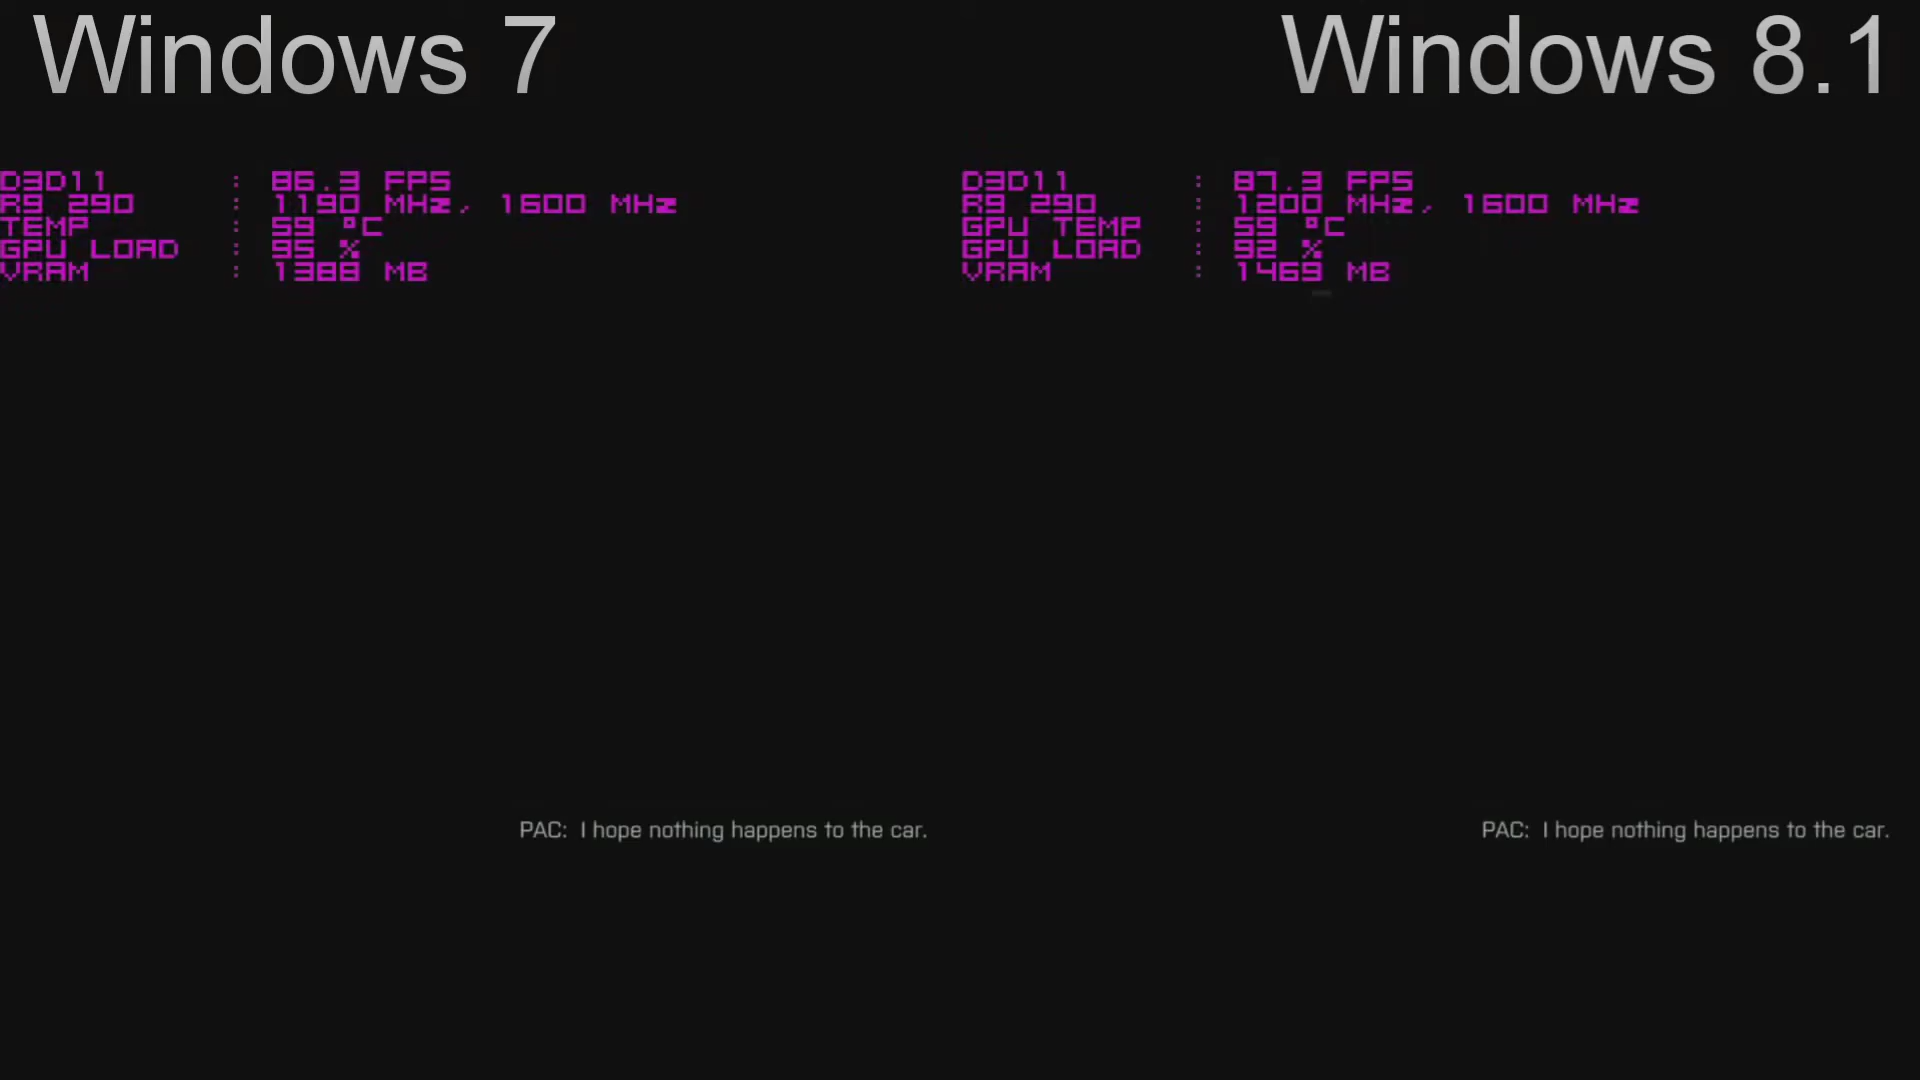 Windows 7
Windows 8.1
D3D11 : 86.3 FPS
R9 290 : 1190 MHz, 1600 MHz
TEMP : 59 °C
GPU LOAD : 95 %
VRAM : 1388 MB
D3D11 : 87.3 FPS
R9 290 : 1200 MHz, 1600 MHz
GPU TEMP : 59 °C
GPU LOAD : 92 %
VRAM : 1469 MB
PAC: I hope nothing happens to the car.
PAC: I hope nothing happens to the car.